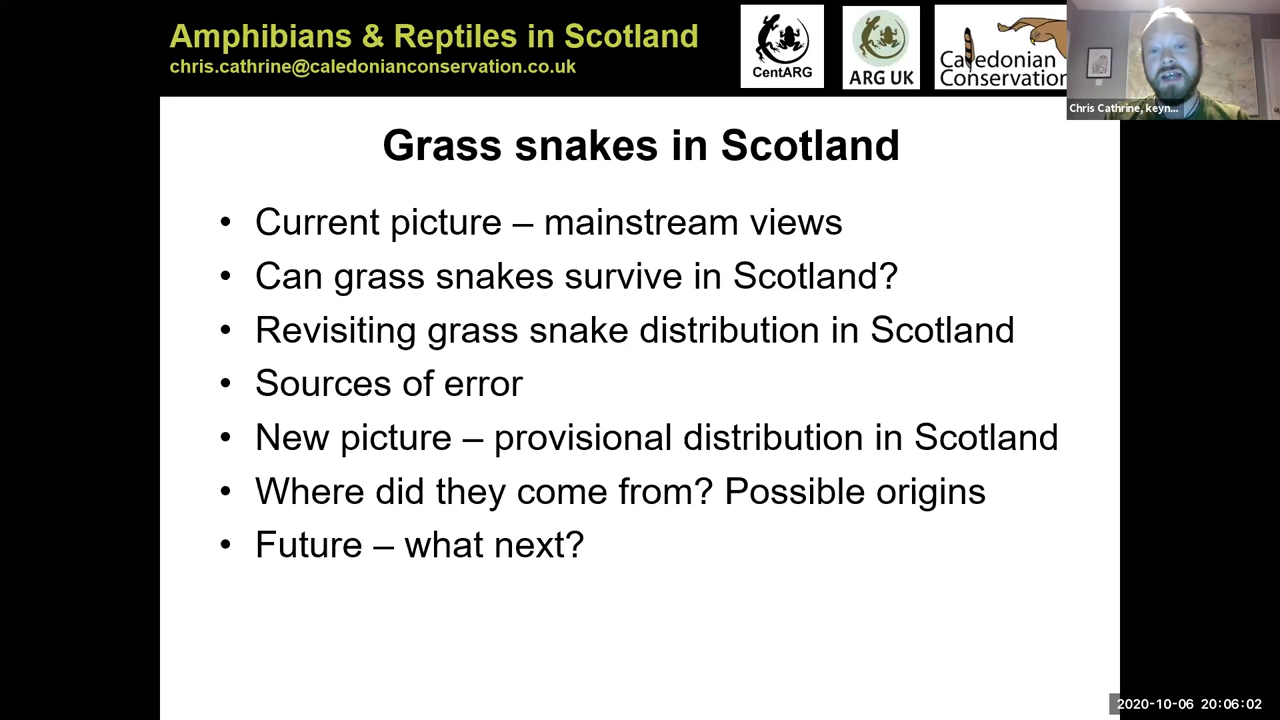 Amphibians & Reptiles in Scotland
chris.cathrine@caledonianconservation.co.uk
CentARG
ARG UK
Caledonian
Conservation
Chris Cathrine, keyn...
Grass snakes in Scotland
• Current picture – mainstream views
• Can grass snakes survive in Scotland?
• Revisiting grass snake distribution in Scotland
• Sources of error
• New picture – provisional distribution in Scotland
• Where did they come from? Possible origins
• Future – what next?
2020-10-06 20:06:02